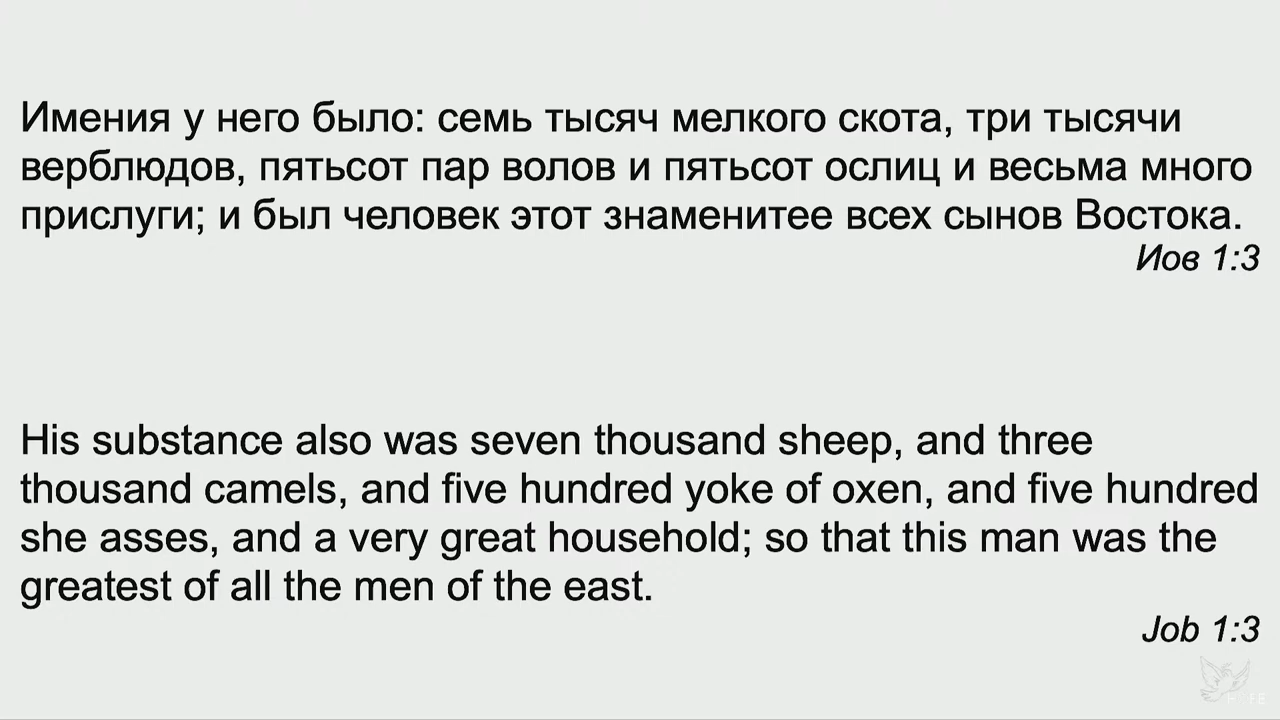 Имения у него было: семь тысяч мелкого скота, три тысячи
верблюдов, пятьсот пар волов и пятьсот ослиц и весьма много
прислуги; и был человек этот знаменитее всех сынов Востока.
Иов 1:3
His substance also was seven thousand sheep, and three
thousand camels, and five hundred yoke of oxen, and five hundred
she asses, and a very great household; so that this man was the
greatest of all the men of the east.
Job 1:3